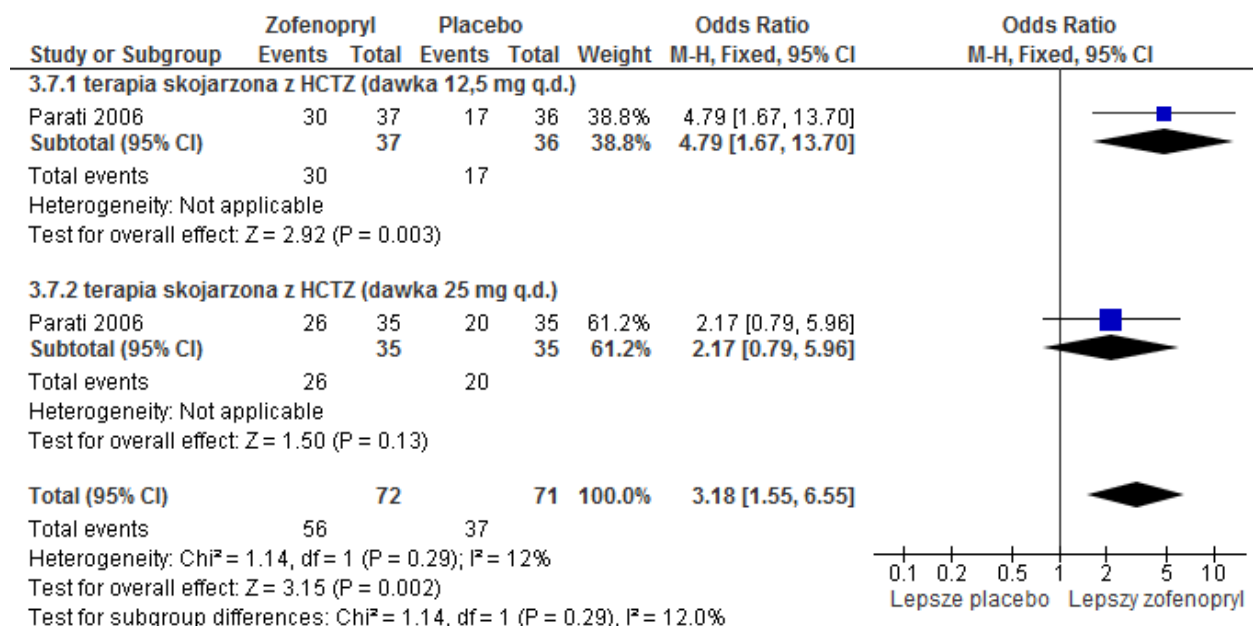 Zofenopryl Placebo Odds Ratio Odds Ratio
Study or Subgroup Events Total Events Total Weight M-H, Fixed, 95% CI M-H, Fixed, 95% CI
3.7.1 terapia skojarzona z HCTZ (dawka 12,5 mg q.d.)
Parati 2006 30 37 17 36 38.8% 4.79 [1.67, 13.70]
Subtotal (95% CI) 37 36 38.8% 4.79 [1.67, 13.70]
Total events 30 17
Heterogeneity: Not applicable
Test for overall effect: Z = 2.92 (P = 0.003)
3.7.2 terapia skojarzona z HCTZ (dawka 25 mg q.d.)
Parati 2006 26 35 20 35 61.2% 2.17 [0.79, 5.96]
Subtotal (95% CI) 35 35 61.2% 2.17 [0.79, 5.96]
Total events 26 20
Heterogeneity: Not applicable
Test for overall effect: Z = 1.50 (P = 0.13)
Total (95% CI) 72 71 100.0% 3.18 [1.55, 6.55]
Total events 56 37
Heterogeneity: Chi² = 1.14, df = 1 (P = 0.29); I² = 12%
Test for overall effect: Z = 3.15 (P = 0.002)
Test for subgroup differences: Chi² = 1.14, df = 1 (P = 0.29), I² = 12.0%
0.1 0.2 0.5 1 2 5 10
Lepsze placebo Lepszy zofenopryl